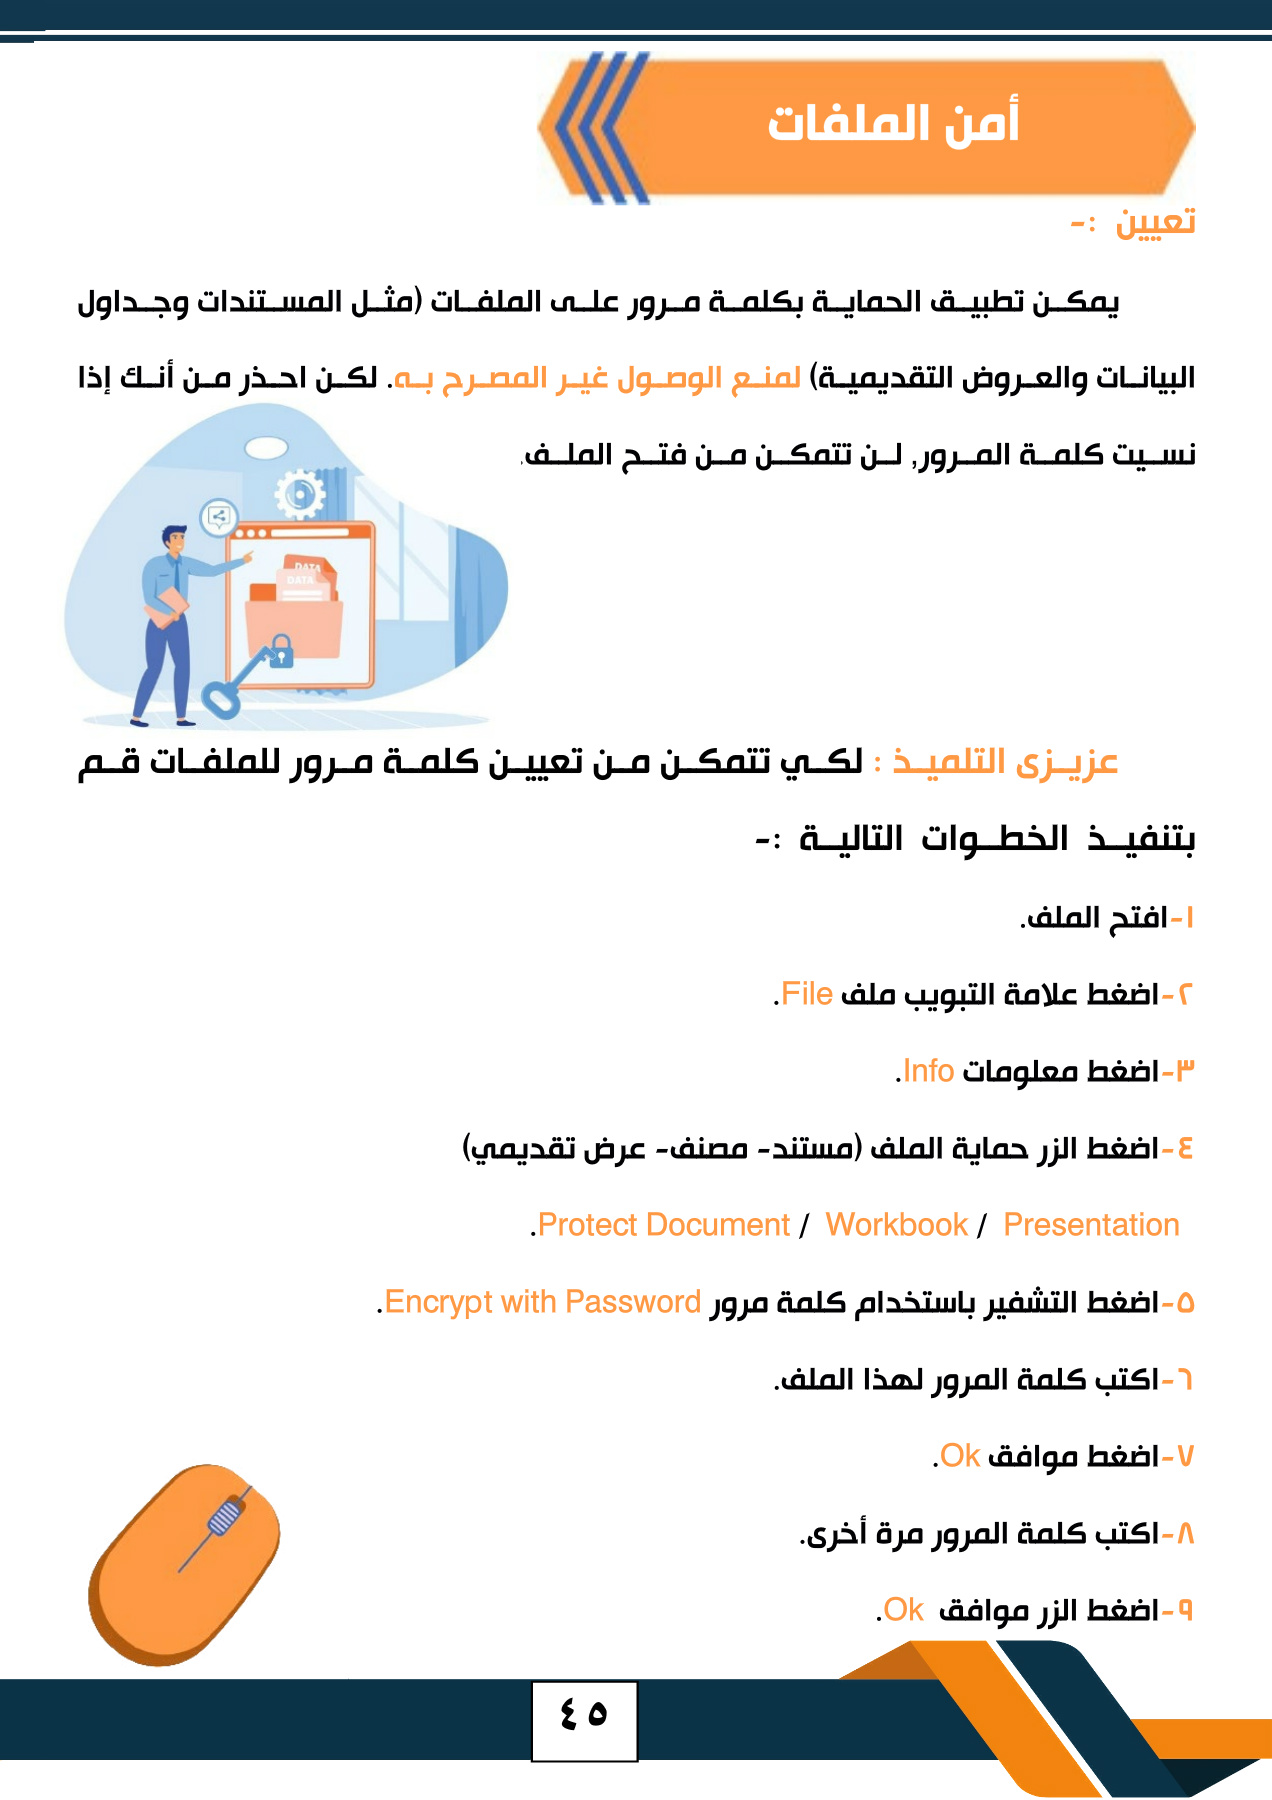 أمن الملفات
تعيين :-
يمكن تطبيق الحماية بكلمة مرور على الملفات (مثل المستندات وجداول
البيانات والعروض التقديمية) لمنع الوصول غير المصرح به. لكن احذر من أنك إذا
نسيت كلمة المرور, لن تتمكن من فتح الملف.
DATA
DATA
عزيزى التلميذ : لكي تتمكن من تعيين كلمة مرور للملفات قم
بتنفيذ الخطوات التالية :-
١-افتح الملف.
٢-اضغط علامة التبويب ملف File.
٣-اضغط معلومات Info.
٤-اضغط الزر حماية الملف (مستند- مصنف- عرض تقديمي)
Protect Document / Workbook / Presentation.
٥-اضغط التشفير باستخدام كلمة مرور Encrypt with Password.
٦-اكتب كلمة المرور لهذا الملف.
٧-اضغط موافق Ok.
٨-اكتب كلمة المرور مرة أخرى.
٩-اضغط الزر موافق Ok.
٤٥